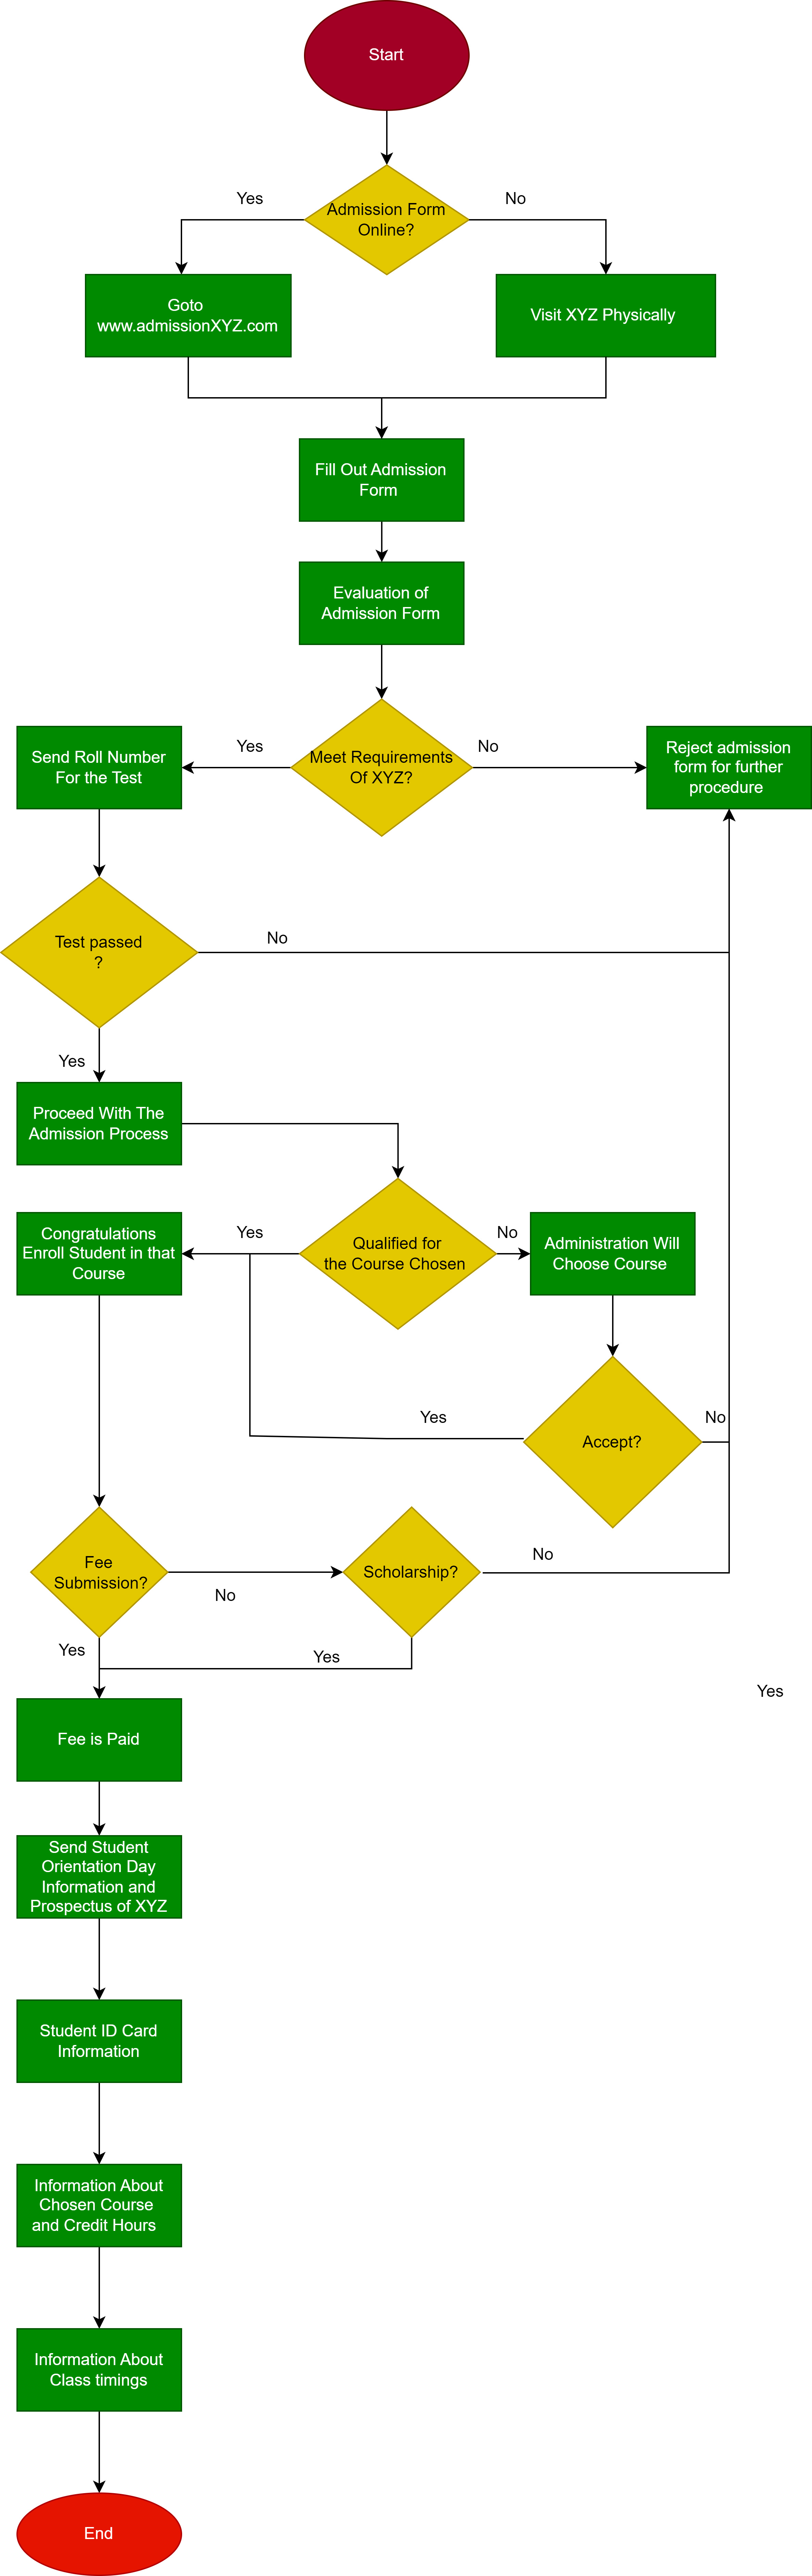 Start
Yes
No
Admission Form
Online?
Goto
www.admissionXYZ.com
Visit XYZ Physically
Fill Out Admission
Form
Evaluation of
Admission Form
Send Roll Number
For the Test
Yes
Meet Requirements
Of XYZ?
No
Reject admission
form for further
procedure
Test passed
?
No
Yes
Proceed With The
Admission Process
Congratulations
Enroll Student in that
Course
Yes
Qualified for
the Course Chosen
No
Administration Will
Choose Course
Yes
Accept?
No
Fee
Submission?
No
Scholarship?
No
Yes
Yes
Yes
Fee is Paid
Send Student
Orientation Day
Information and
Prospectus of XYZ
Student ID Card
Information
Information About
Chosen Course
and Credit Hours
Information About
Class timings
End